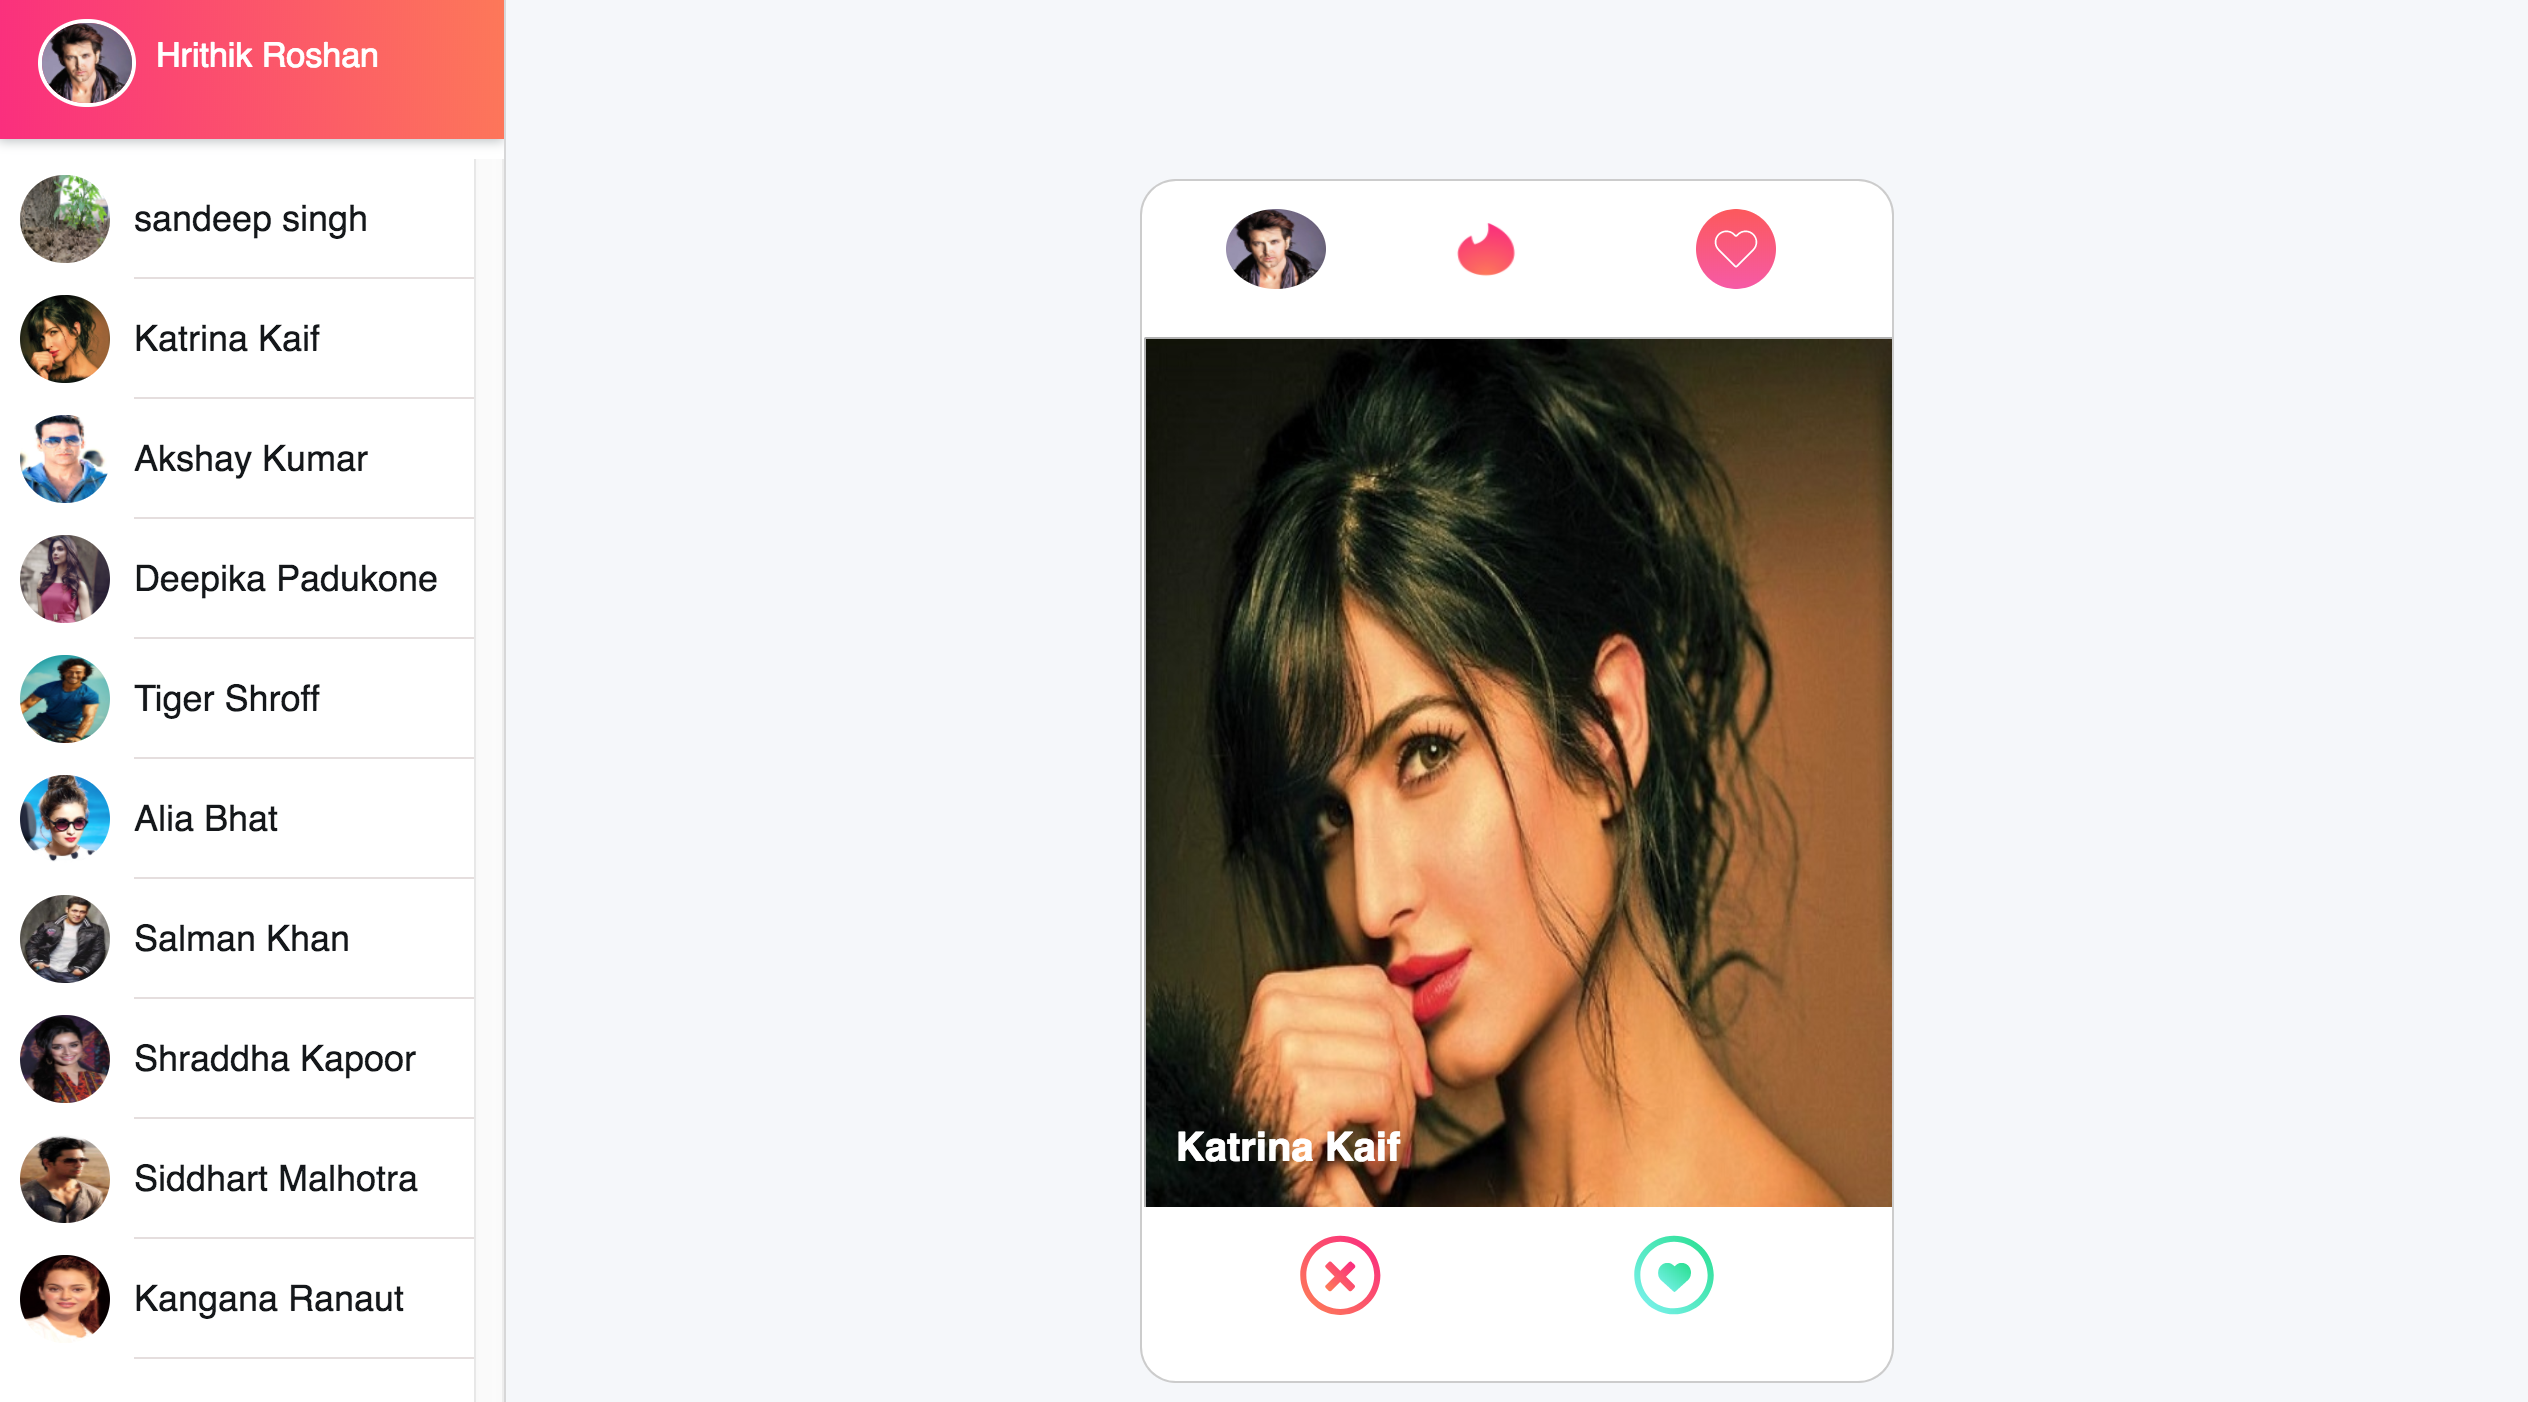 Hrithik Roshan
sandeep singh
Katrina Kaif
Akshay Kumar
Deepika Padukone
Tiger Shroff
Alia Bhat
Salman Khan
Shraddha Kapoor
Siddhart Malhotra
Kangana Ranaut
Katrina Kaif